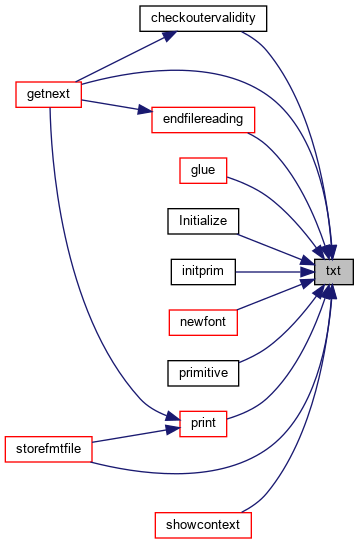 checkoutervalidity
getnext
endfilereading
glue
Initialize
initprim
txt
newfont
primitive
print
storefmtfile
showcontext